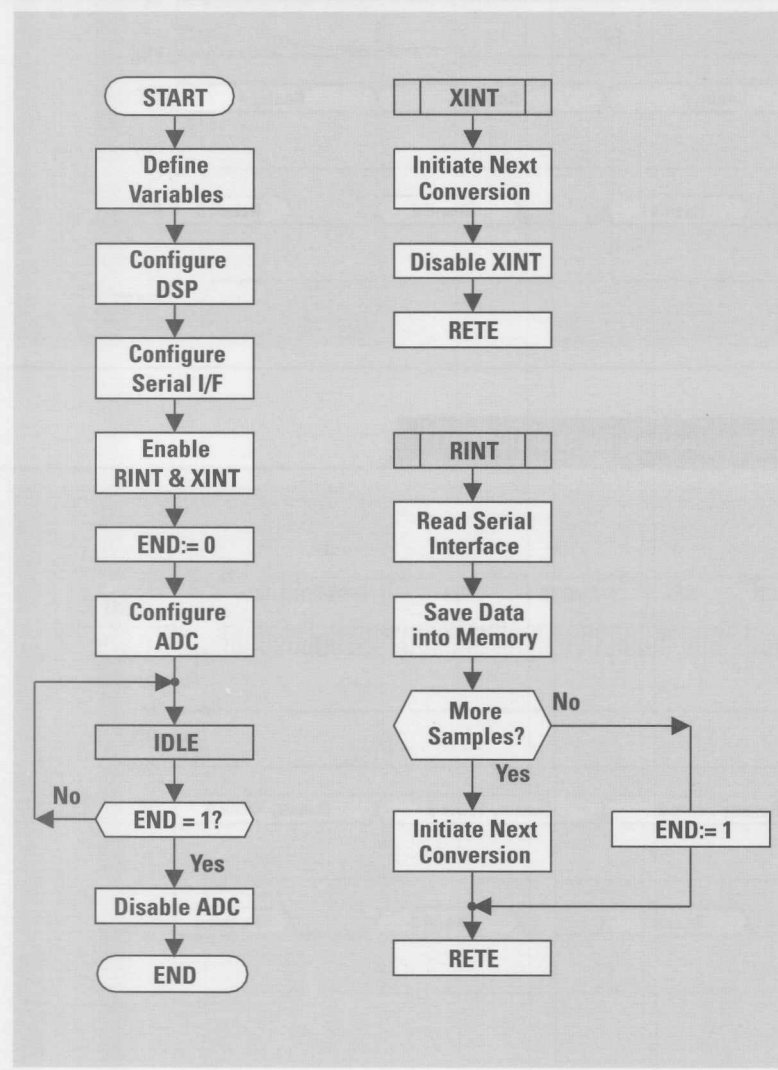 START
Define
Variables
Configure
DSP
Configure
Serial I/F
Enable
RINT & XINT
END:= 0
Configure
ADC
IDLE
No
END = 1?
Yes
Disable ADC
END
XINT
Initiate Next
Conversion
Disable XINT
RETE
RINT
Read Serial
Interface
Save Data
into Memory
More
Samples?
No
Yes
Initiate Next
Conversion
END:= 1
RETE